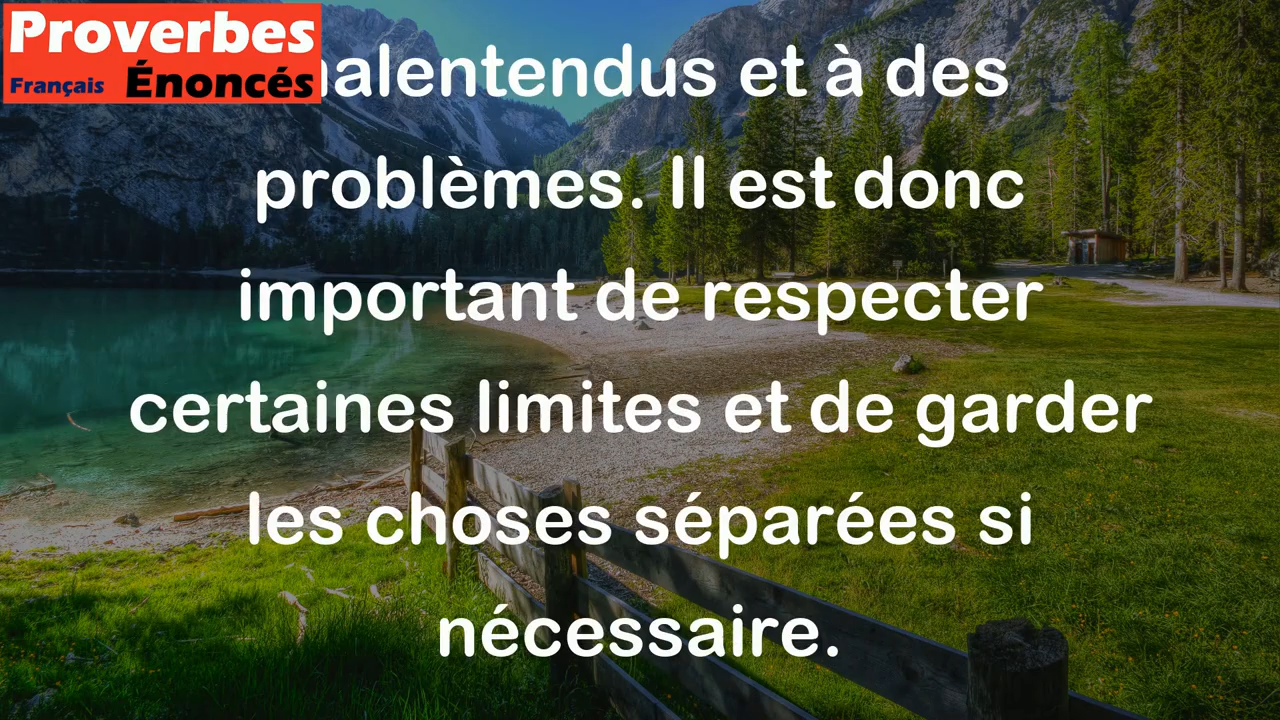 Proverbes
Français Énoncés
alentendus et à des
problèmes. Il est donc
important de respecter
certaines limites et de garder
les choses séparées si
nécessaire.